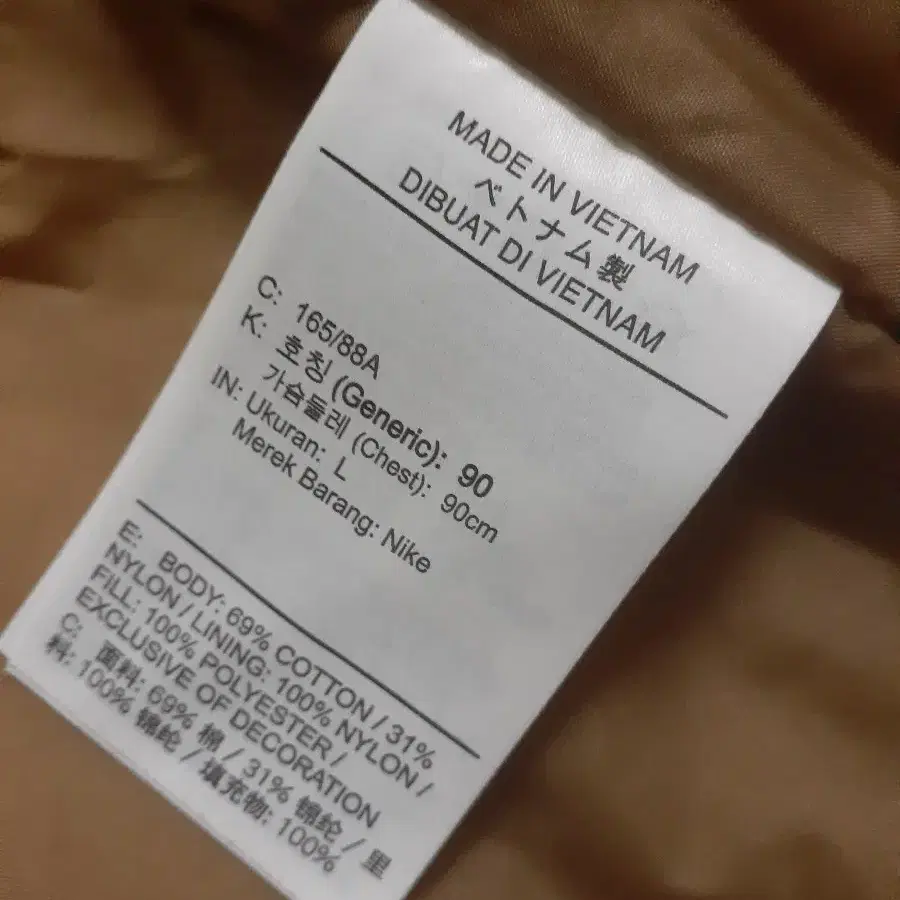 MADE IN VIETNAM
ベトナム製
DIBUAT DI VIETNAM
C: 165/88A
K: 호칭 (Generic): 90
가슴둘레 (Chest): 90cm
IN: Ukuran: L
Merek Barang: Nike
E: BODY: 69% COTTON / 31%
NYLON / LINING: 100% NYLON /
FILL: 100% POLYESTER /
EXCLUSIVE OF DECORATION
C: 面料: 69% 棉 / 31% 锦纶 / 里
料: 100% 锦纶 / 填充物: 100%